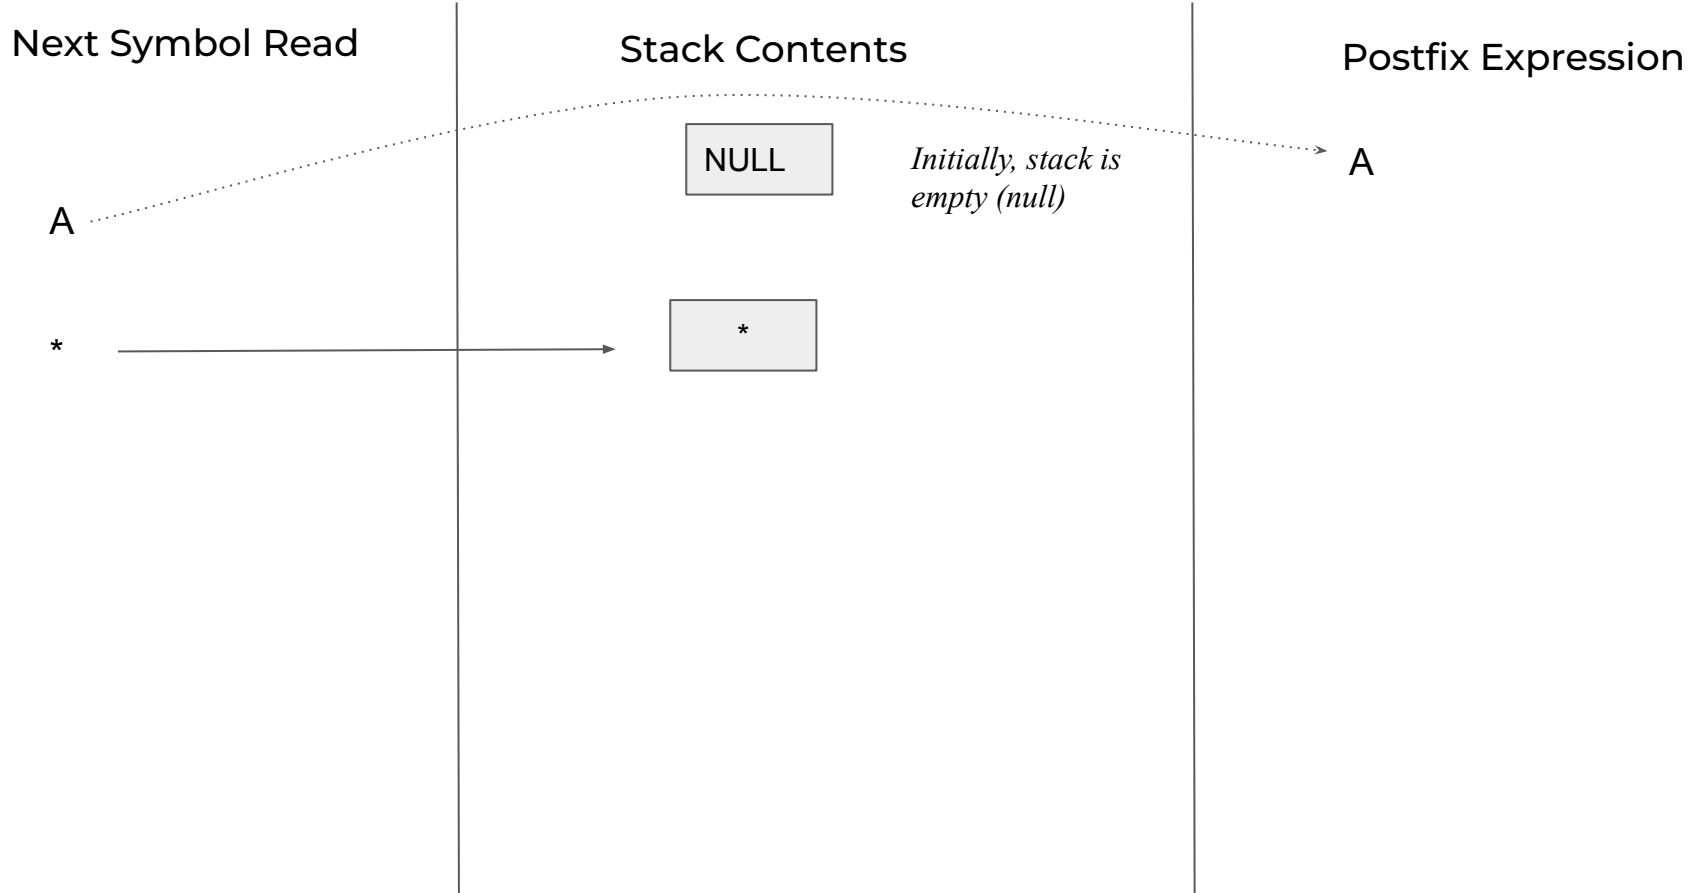 Next Symbol Read
Stack Contents
Postfix Expression
NULL
Initially, stack is
empty (null)
A
A
*
*